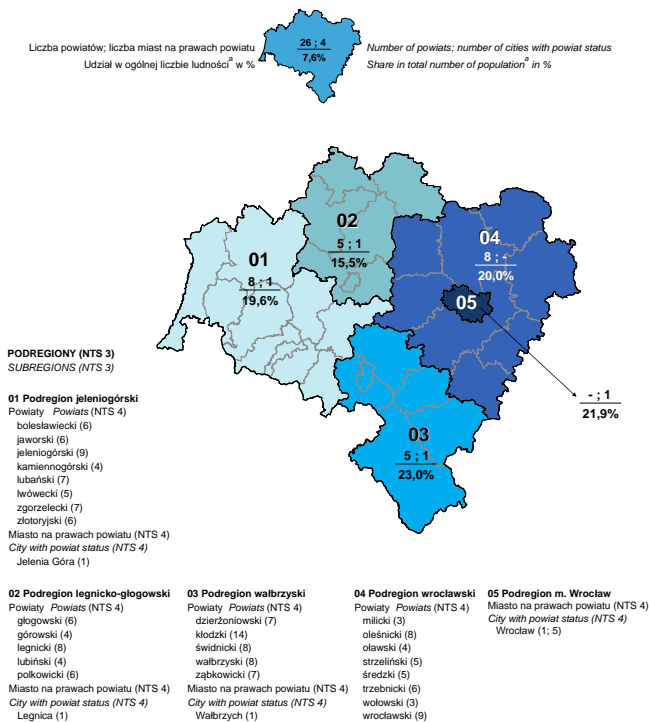 Liczba powiatów; liczba miast na prawach powiatu
Udział w ogólnej liczbie ludności a w %
26 ; 4
7,6%
Number of powiats; number of cities with powiat status
Share in total number of population a in %
02
5 ; 1
15,5%
01
8 ; 1
19,6%
04
8 ; -
20,0%
05
- ; 1
21,9%
03
5 ; 1
23,0%
PODREGIONY (NTS 3)
SUBREGIONS (NTS 3)
01 Podregion jeleniogórski
Powiaty Powiats (NTS 4)
bolesławiecki (6)
jaworski (6)
jeleniogórski (9)
kamiennogórski (4)
lubański (7)
lwówecki (5)
zgorzelecki (7)
złotoryjski (6)
Miasto na prawach powiatu (NTS 4)
City with powiat status (NTS 4)
Jelenia Góra (1)
02 Podregion legnicko-głogowski
Powiaty Powiats (NTS 4)
głogowski (6)
górowski (4)
legnicki (8)
lubiński (4)
polkowicki (6)
Miasto na prawach powiatu (NTS 4)
City with powiat status (NTS 4)
Legnica (1)
03 Podregion wałbrzyski
Powiaty Powiats (NTS 4)
dzierżoniowski (7)
kłodzki (14)
świdnicki (8)
wałbrzyski (8)
ząbkowicki (7)
Miasto na prawach powiatu (NTS 4)
City with powiat status (NTS 4)
Wałbrzych (1)
04 Podregion wrocławski
Powiaty Powiats (NTS 4)
milicki (3)
oleśnicki (8)
oławski (4)
strzeliński (5)
średzki (5)
trzebnicki (6)
wołowski (3)
wrocławski (9)
05 Podregion m. Wrocław
Miasto na prawach powiatu (NTS 4)
City with powiat status (NTS 4)
Wrocław (1; 5)